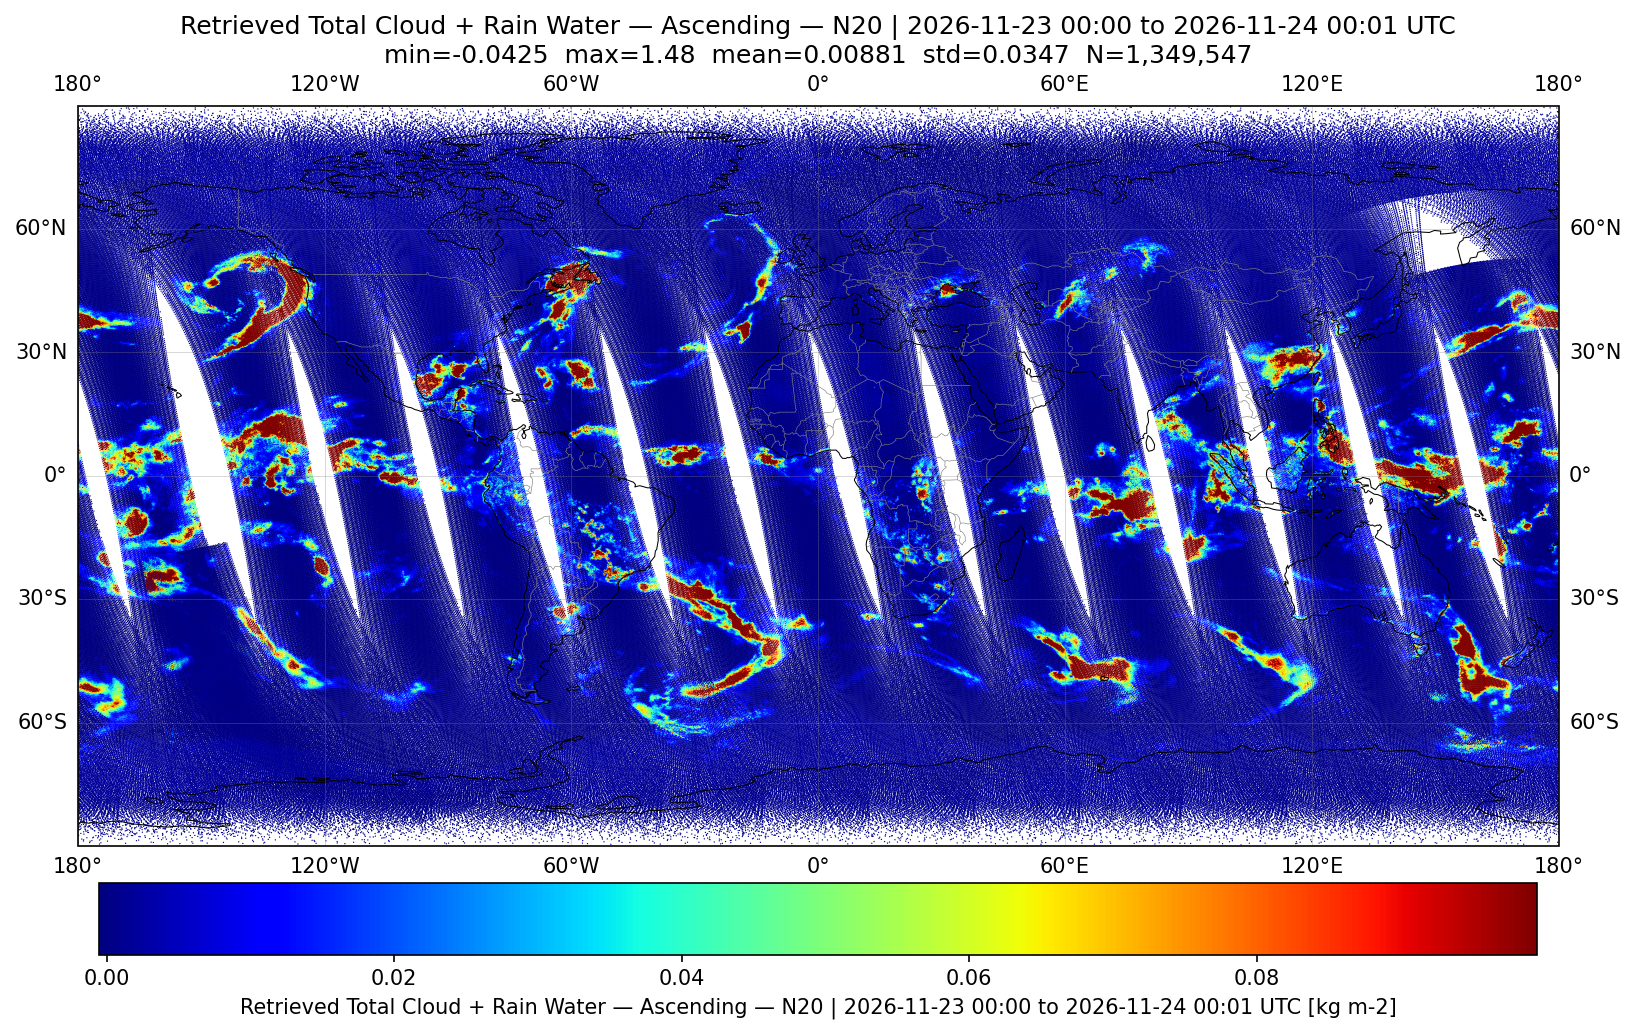 Retrieved Total Cloud + Rain Water — Ascending — N20 | 2026-11-23 00:00 to 2026-11-24 00:01 UTC
min=-0.0425 max=1.48 mean=0.00881 std=0.0347 N=1,349,547
180° 120°W 60°W 0° 60°E 120°E 180°
60°N 60°N
30°N 30°N
0° 0°
30°S 30°S
60°S 60°S
180° 120°W 60°W 0° 60°E 120°E 180°
0.00 0.02 0.04 0.06 0.08
Retrieved Total Cloud + Rain Water — Ascending — N20 | 2026-11-23 00:00 to 2026-11-24 00:01 UTC [kg m-2]